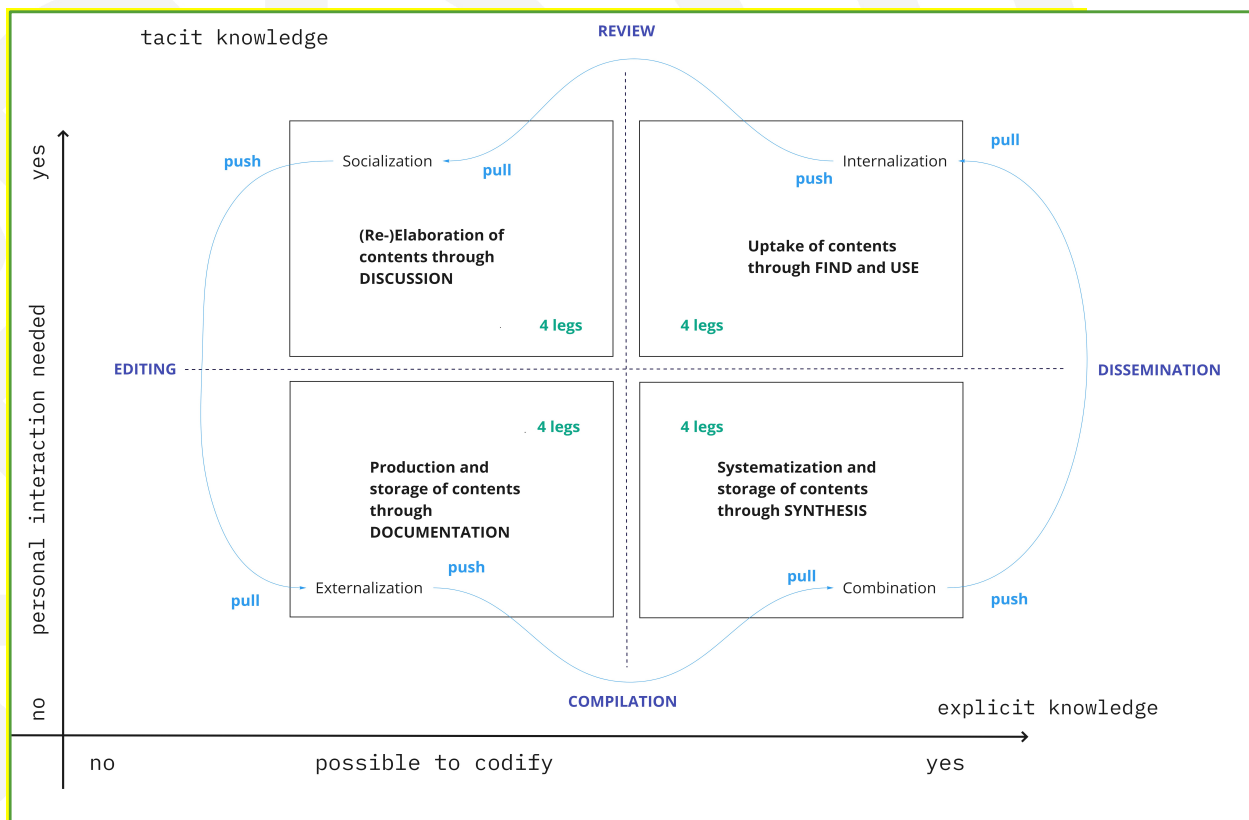 REVIEW
tacit knowledge
push
Socialization
pull
Internalization
pull
push
(Re-)Elaboration of
contents through
DISCUSSION
Uptake of contents
through FIND and USE
4 legs
4 legs
EDITING
DISSEMINATION
4 legs
4 legs
Production and
storage of contents
through
DOCUMENTATION
Systematization and
storage of contents
through SYNTHESIS
push
pull
pull
Externalization
Combination
push
COMPILATION
explicit knowledge
yes
personal interaction needed
no
no
possible to codify
yes